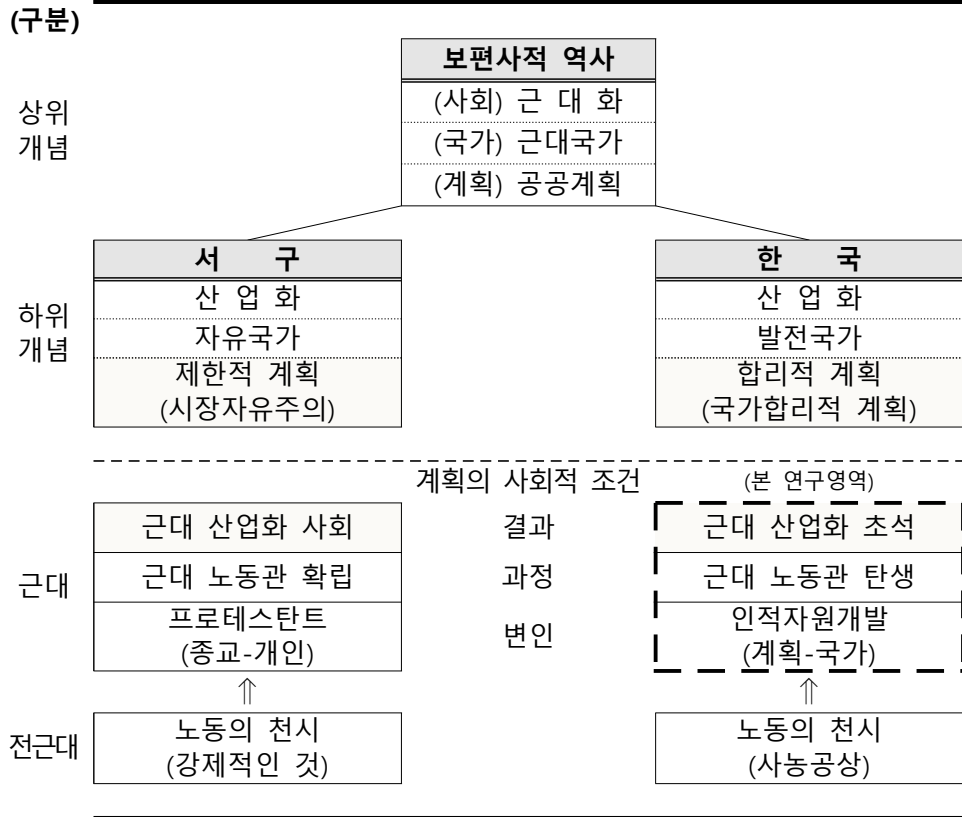 (구분)
보편사적 역사
상위
개념
(사회) 근 대 화
(국가) 근대국가
(계획) 공공계획
서 구
한 국
하위
개념
산 업 화
산 업 화
자유국가
발전국가
제한적 계획
(시장자유주의)
합리적 계획
(국가합리적 계획)
계획의 사회적 조건
(본 연구영역)
근대 산업화 사회
결과
근대 산업화 초석
근대
근대 노동관 확립
과정
근대 노동관 탄생
프로테스탄트
(종교-개인)
변인
인적자원개발
(계획-국가)
⇑
⇑
전근대
노동의 천시
(강제적인 것)
노동의 천시
(사농공상)